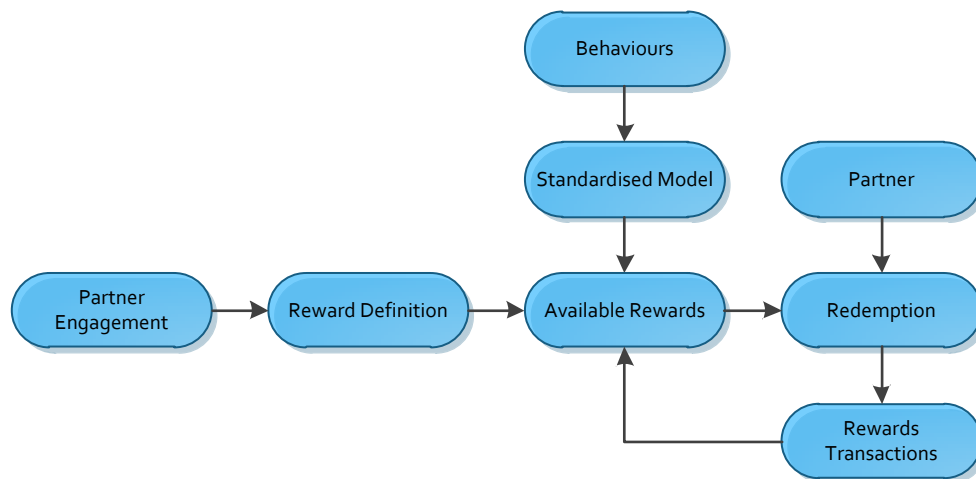 Behaviours
Standardised Model
Partner
Partner
Engagement
Reward Definition
Available Rewards
Redemption
Rewards
Transactions